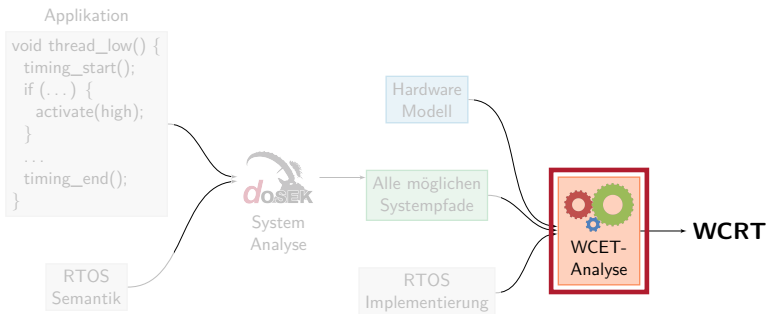 Applikation
void thread_low() {
timing_start();
if (...) {
activate(high);
}
...
timing_end();
}
RTOS
Semantik
dOSEK
System
Analyse
Hardware
Modell
Alle möglichen
Systempfade
RTOS
Implementierung
WCET-
Analyse
WCRT